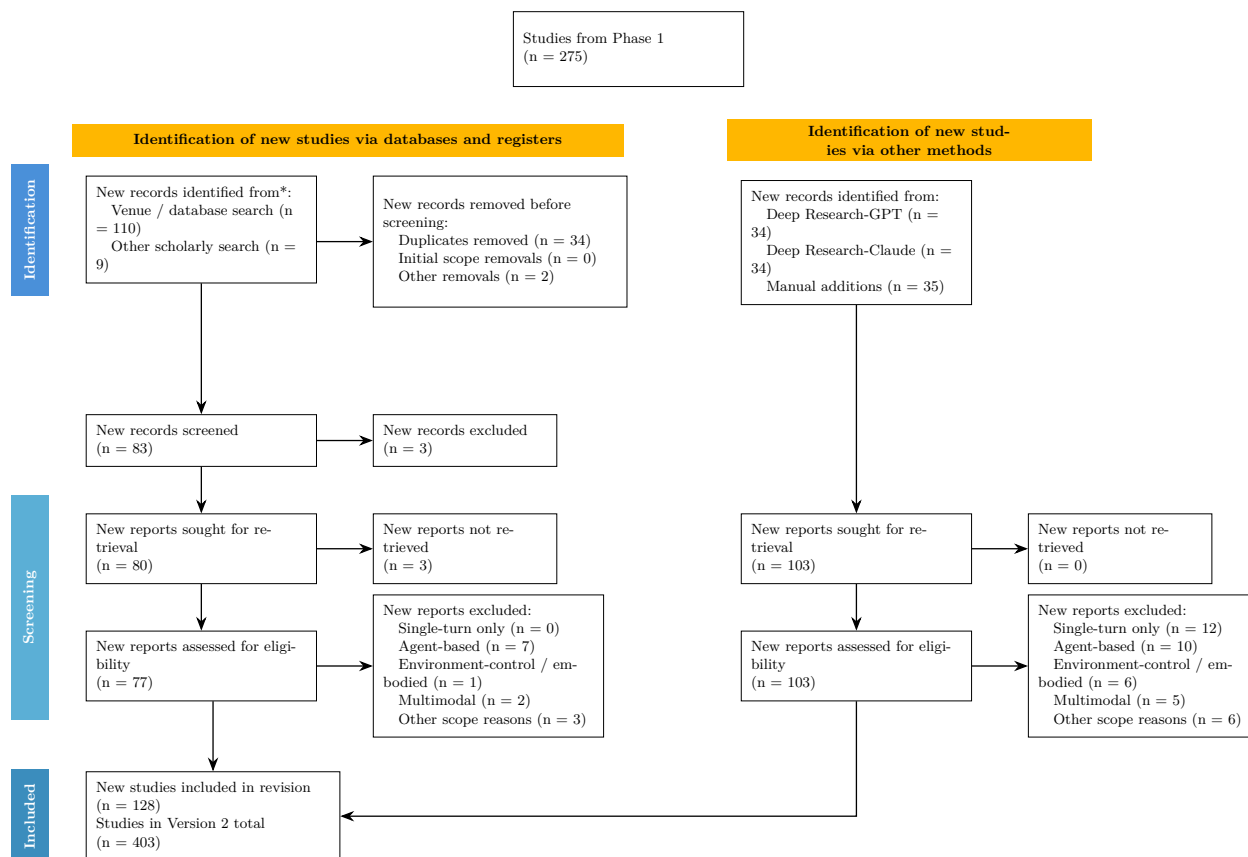 Studies from Phase 1
(n = 275)
Identification of new studies via databases and registers
Identification of new stud-
ies via other methods
Identification
New records identified from*:
Venue / database search (n
= 110)
Other scholarly search (n =
9)
New records removed before
screening:
Duplicates removed (n = 34)
Initial scope removals (n = 0)
Other removals (n = 2)
New records identified from:
Deep Research-GPT (n =
34)
Deep Research-Claude (n =
34)
Manual additions (n = 35)
New records screened
(n = 83)
New records excluded
(n = 3)
Screening
New reports sought for re-
trieval
(n = 80)
New reports not re-
trieved
(n = 3)
New reports sought for re-
trieval
(n = 103)
New reports not re-
trieved
(n = 0)
New reports assessed for eligi-
bility
(n = 77)
New reports excluded:
Single-turn only (n = 0)
Agent-based (n = 7)
Environment-control / em-
bodied (n = 1)
Multimodal (n = 2)
Other scope reasons (n = 3)
New reports assessed for eligi-
bility
(n = 103)
New reports excluded:
Single-turn only (n = 12)
Agent-based (n = 10)
Environment-control / em-
bodied (n = 6)
Multimodal (n = 5)
Other scope reasons (n = 6)
Included
New studies included in revision
(n = 128)
Studies in Version 2 total
(n = 403)